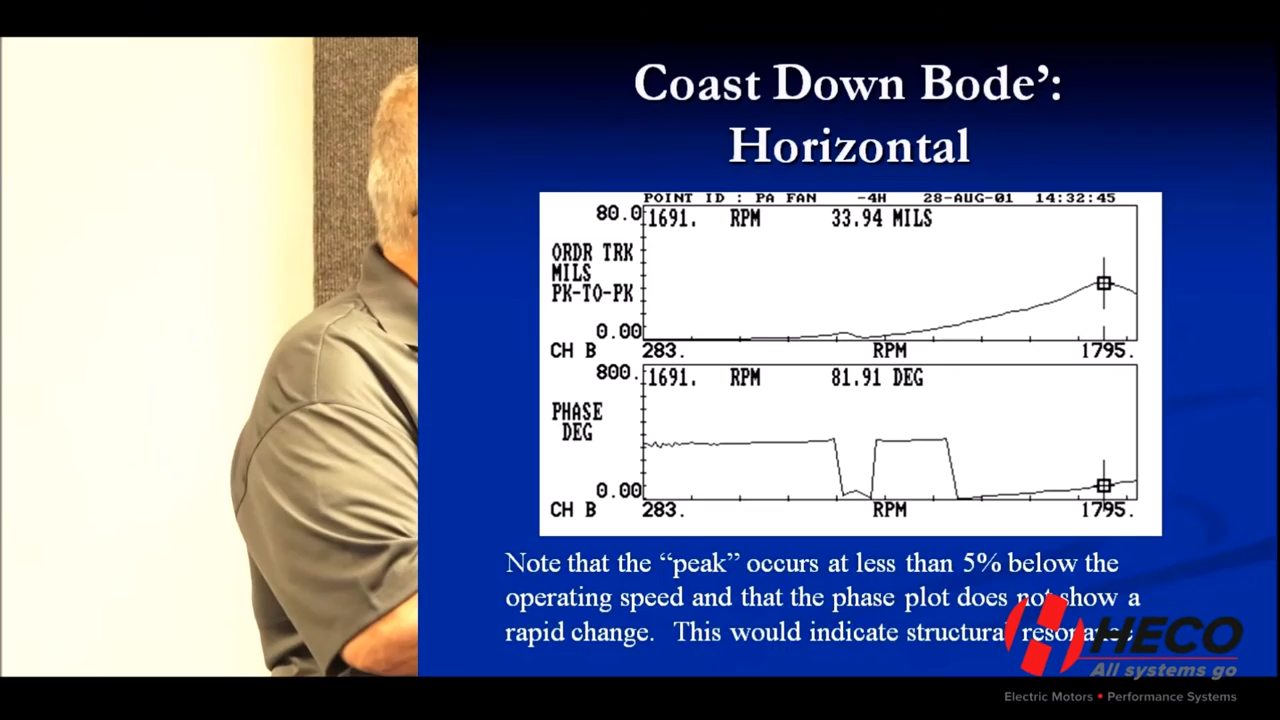 Coast Down Bode’:
Horizontal
POINT ID : PA FAN -4H 28-AUG-01 14:32:45
80.0
1691. RPM 33.94 MILS
ORDR TRK
MILS
PK-TO-PK
0.00
CH B 283. RPM 1795.
800.
1691. RPM 81.91 DEG
PHASE
DEG
0.00
CH B 283. RPM 1795.
Note that the “peak” occurs at less than 5% below the
operating speed and that the phase plot does not show a
rapid change. This would indicate structural resonance
HECO
All systems go
Electric Motors • Performance Systems